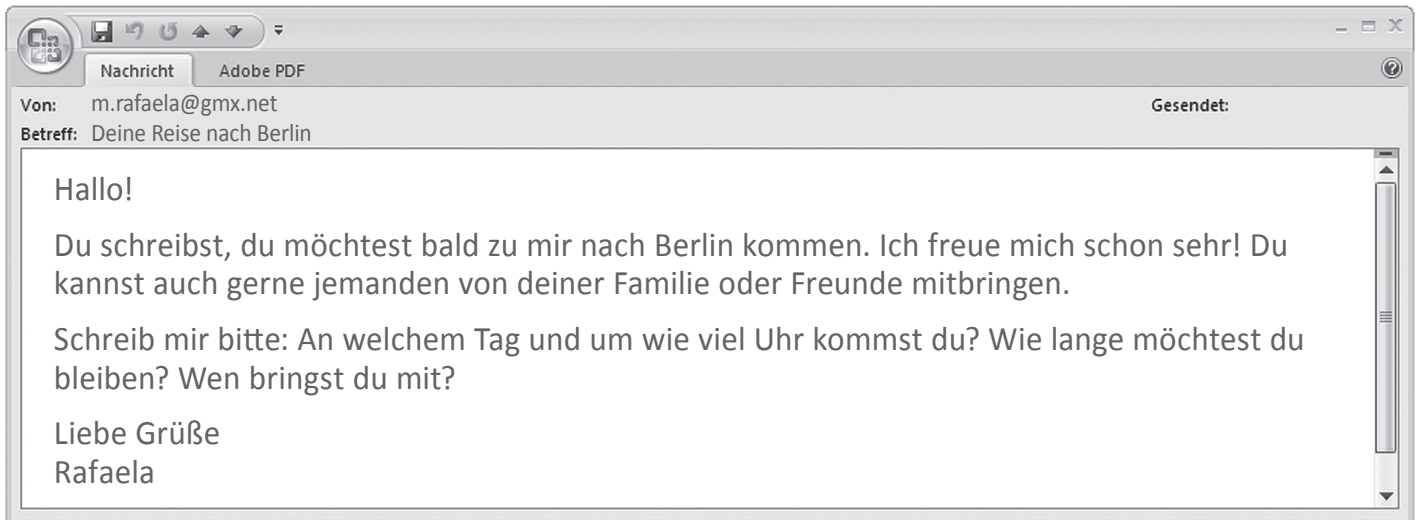 Nachricht Adobe PDF
Von: m.rafaela@gmx.net Gesendet:
Betreff: Deine Reise nach Berlin
Hallo!
Du schreibst, du möchtest bald zu mir nach Berlin kommen. Ich freue mich schon sehr! Du
kannst auch gerne jemanden von deiner Familie oder Freunde mitbringen.
Schreib mir bitte: An welchem Tag und um wie viel Uhr kommst du? Wie lange möchtest du
bleiben? Wen bringst du mit?
Liebe Grüße
Rafaela